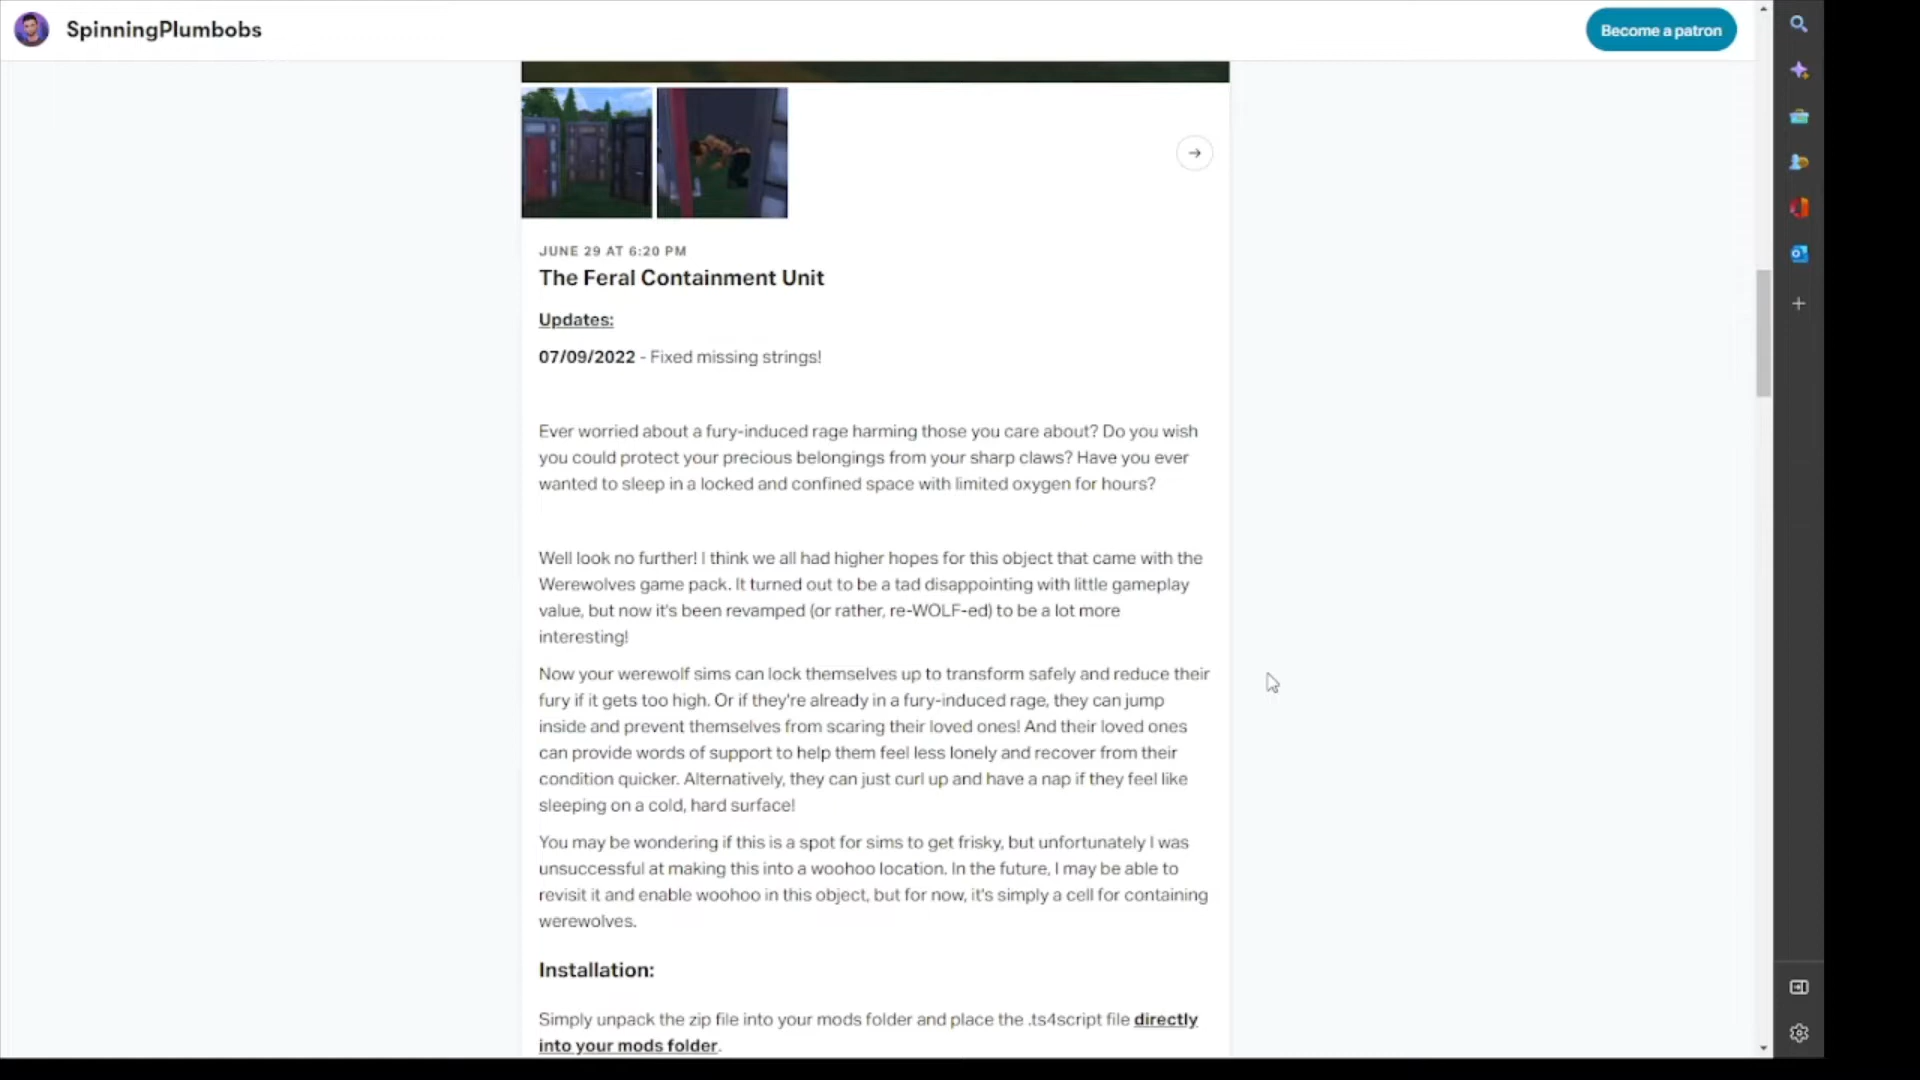 SpinningPlumbobs
Become a patron
JUNE 29 AT 6:20 PM
The Feral Containment Unit
Updates:
07/09/2022 - Fixed missing strings!
Ever worried about a fury-induced rage harming those you care about? Do you wish
you could protect your precious belongings from your sharp claws? Have you ever
wanted to sleep in a locked and confined space with limited oxygen for hours?
Well look no further! I think we all had higher hopes for this object that came with the
Werewolves game pack. It turned out to be a tad disappointing with little gameplay
value, but now it's been revamped (or rather, re-WOLF-ed) to be a lot more
interesting!
Now your werewolf sims can lock themselves up to transform safely and reduce their
fury if it gets too high. Or if they're already in a fury-induced rage, they can jump
inside and prevent themselves from scaring their loved ones! And their loved ones
can provide words of support to help them feel less lonely and recover from their
condition quicker. Alternatively, they can just curl up and have a nap if they feel like
sleeping on a cold, hard surface!
You may be wondering if this is a spot for sims to get frisky, but unfortunately I was
unsuccessful at making this into a woohoo location. In the future, I may be able to
revisit it and enable woohoo in this object, but for now, it's simply a cell for containing
werewolves.
Installation:
Simply unpack the zip file into your mods folder and place the .ts4script file directly
into your mods folder.